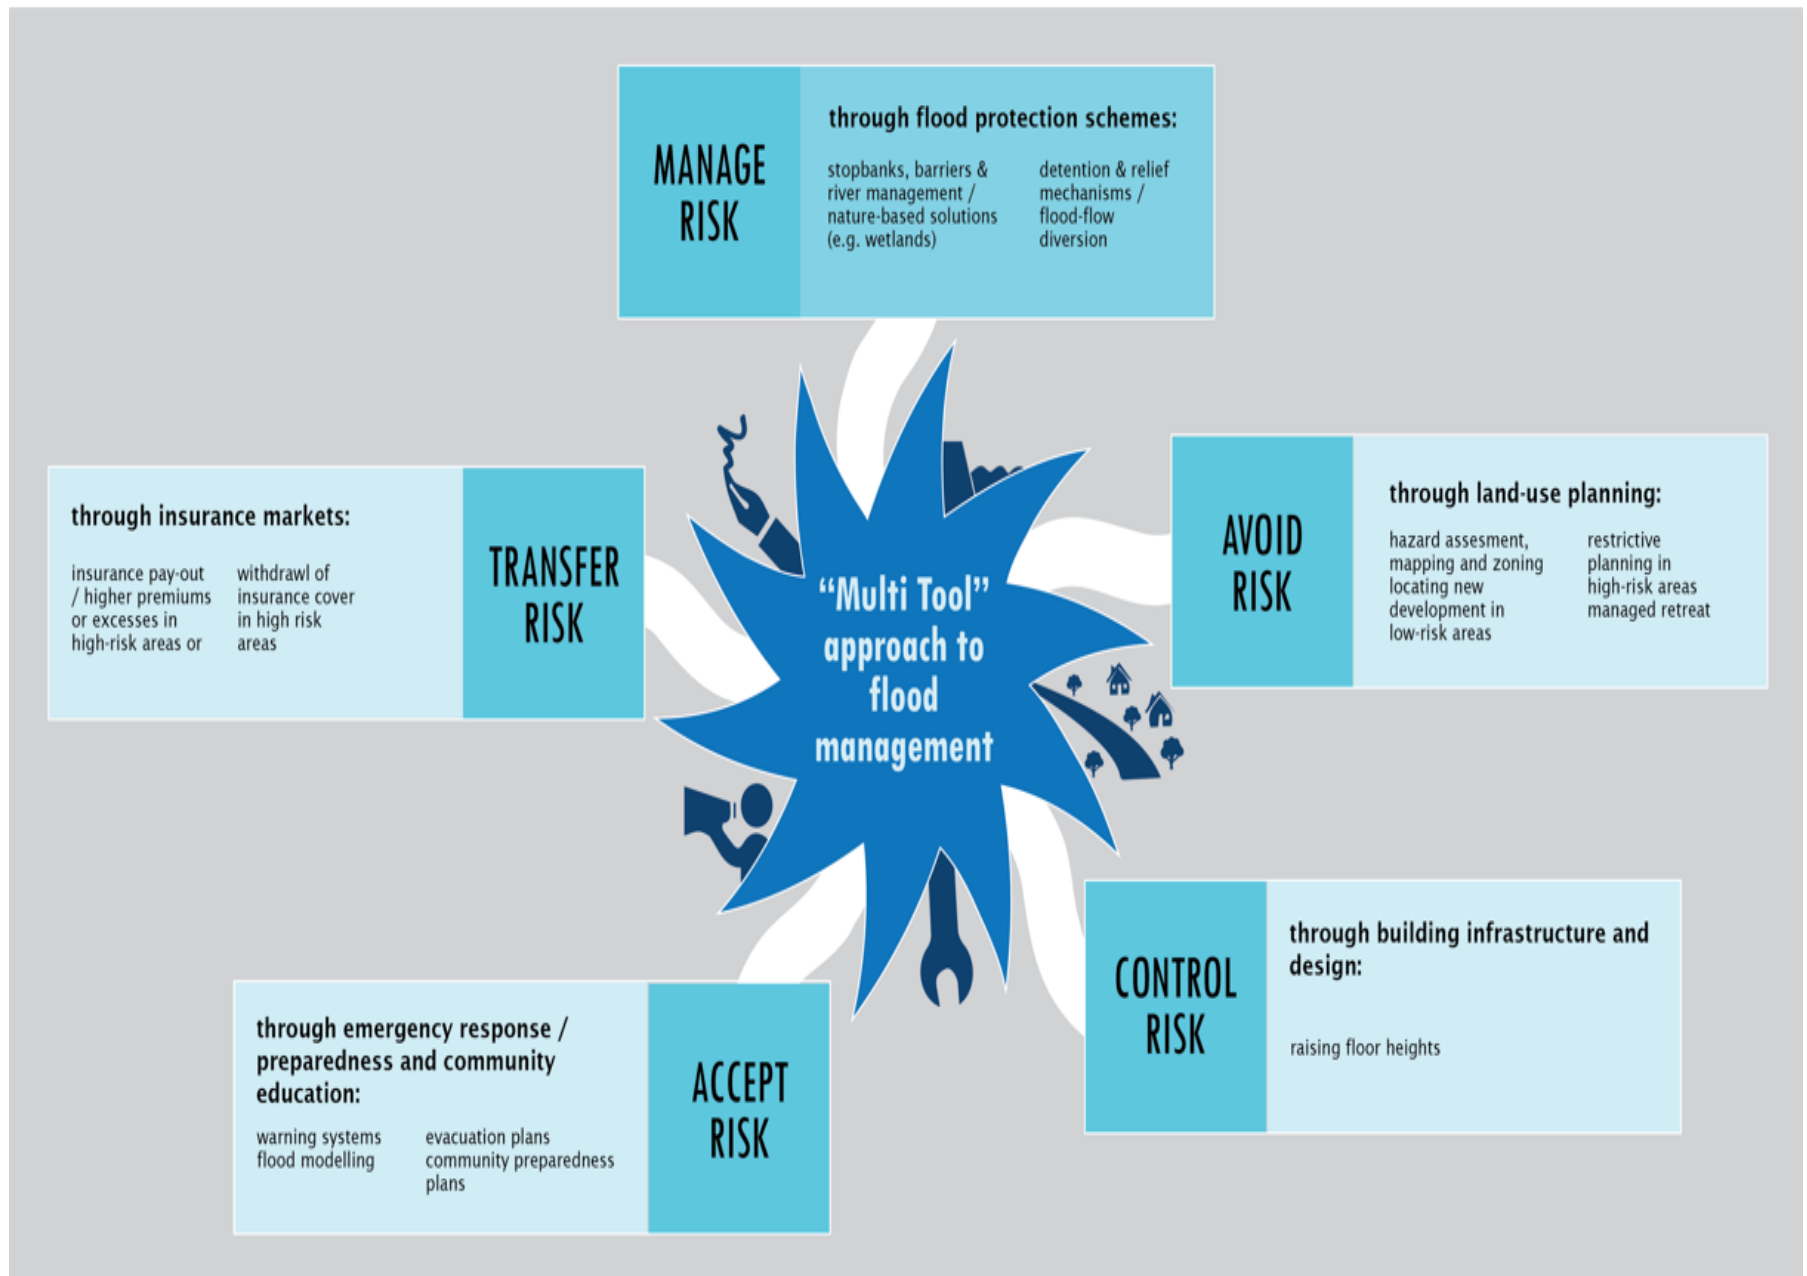 MANAGE
RISK
through flood protection schemes:
stopbanks, barriers &
river management /
nature-based solutions
(e.g. wetlands)
detention & relief
mechanisms /
flood-flow
diversion
through insurance markets:
insurance pay-out
/ higher premiums
or excesses in
high-risk areas or
withdrawl of
insurance cover
in high risk
areas
TRANSFER
RISK
“Multi Tool”
approach to
flood
management
AVOID
RISK
through land-use planning:
hazard assesment,
mapping and zoning
locating new
development in
low-risk areas
restrictive
planning in
high-risk areas
managed retreat
CONTROL
RISK
through building infrastructure and
design:
raising floor heights
through emergency response /
preparedness and community
education:
warning systems
flood modelling
evacuation plans
community preparedness
plans
ACCEPT
RISK